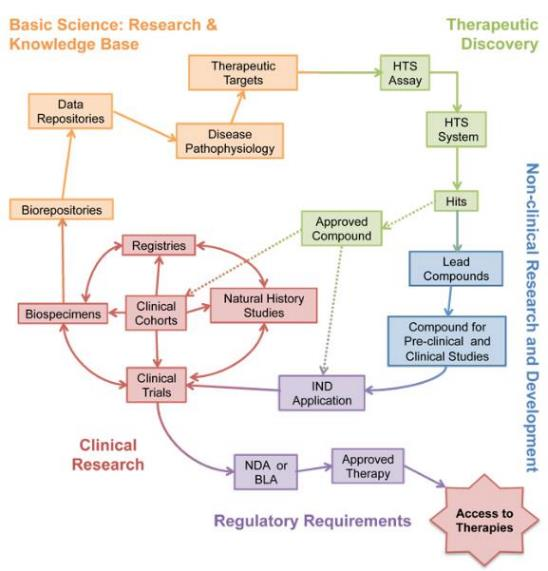 Basic Science: Research &
Knowledge Base
Therapeutic
Discovery
Therapeutic
Targets
HTS
Assay
Data
Repositories
Disease
Pathophysiology
HTS
System
Biorepositories
Hits
Approved
Compound
Registries
Lead
Compounds
Biospecimens
Clinical
Cohorts
Natural History
Studies
Compound for
Pre-clinical and
Clinical Studies
Non-clinical Research and Development
Clinical
Trials
IND
Application
Clinical
Research
NDA or
BLA
Approved
Therapy
Regulatory Requirements
Access to
Therapies